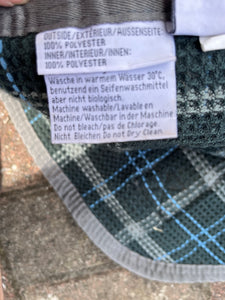 OUTSIDE/EXTÉRIEUR/AUSSENSEITE:
100% POLYESTER
INNER/INTERIEUR/INNEN:
100% POLYESTER
Wäsche in warmem Wasser 30°C,
benutzend ein Seifenwaschmittel
aber nicht biologisch.
Machine washable/Lavable en
Machine/Waschbar in der Maschine
Do not bleach/pas de Chlorage.
Nicht Bleichen Do not Dry Clean.